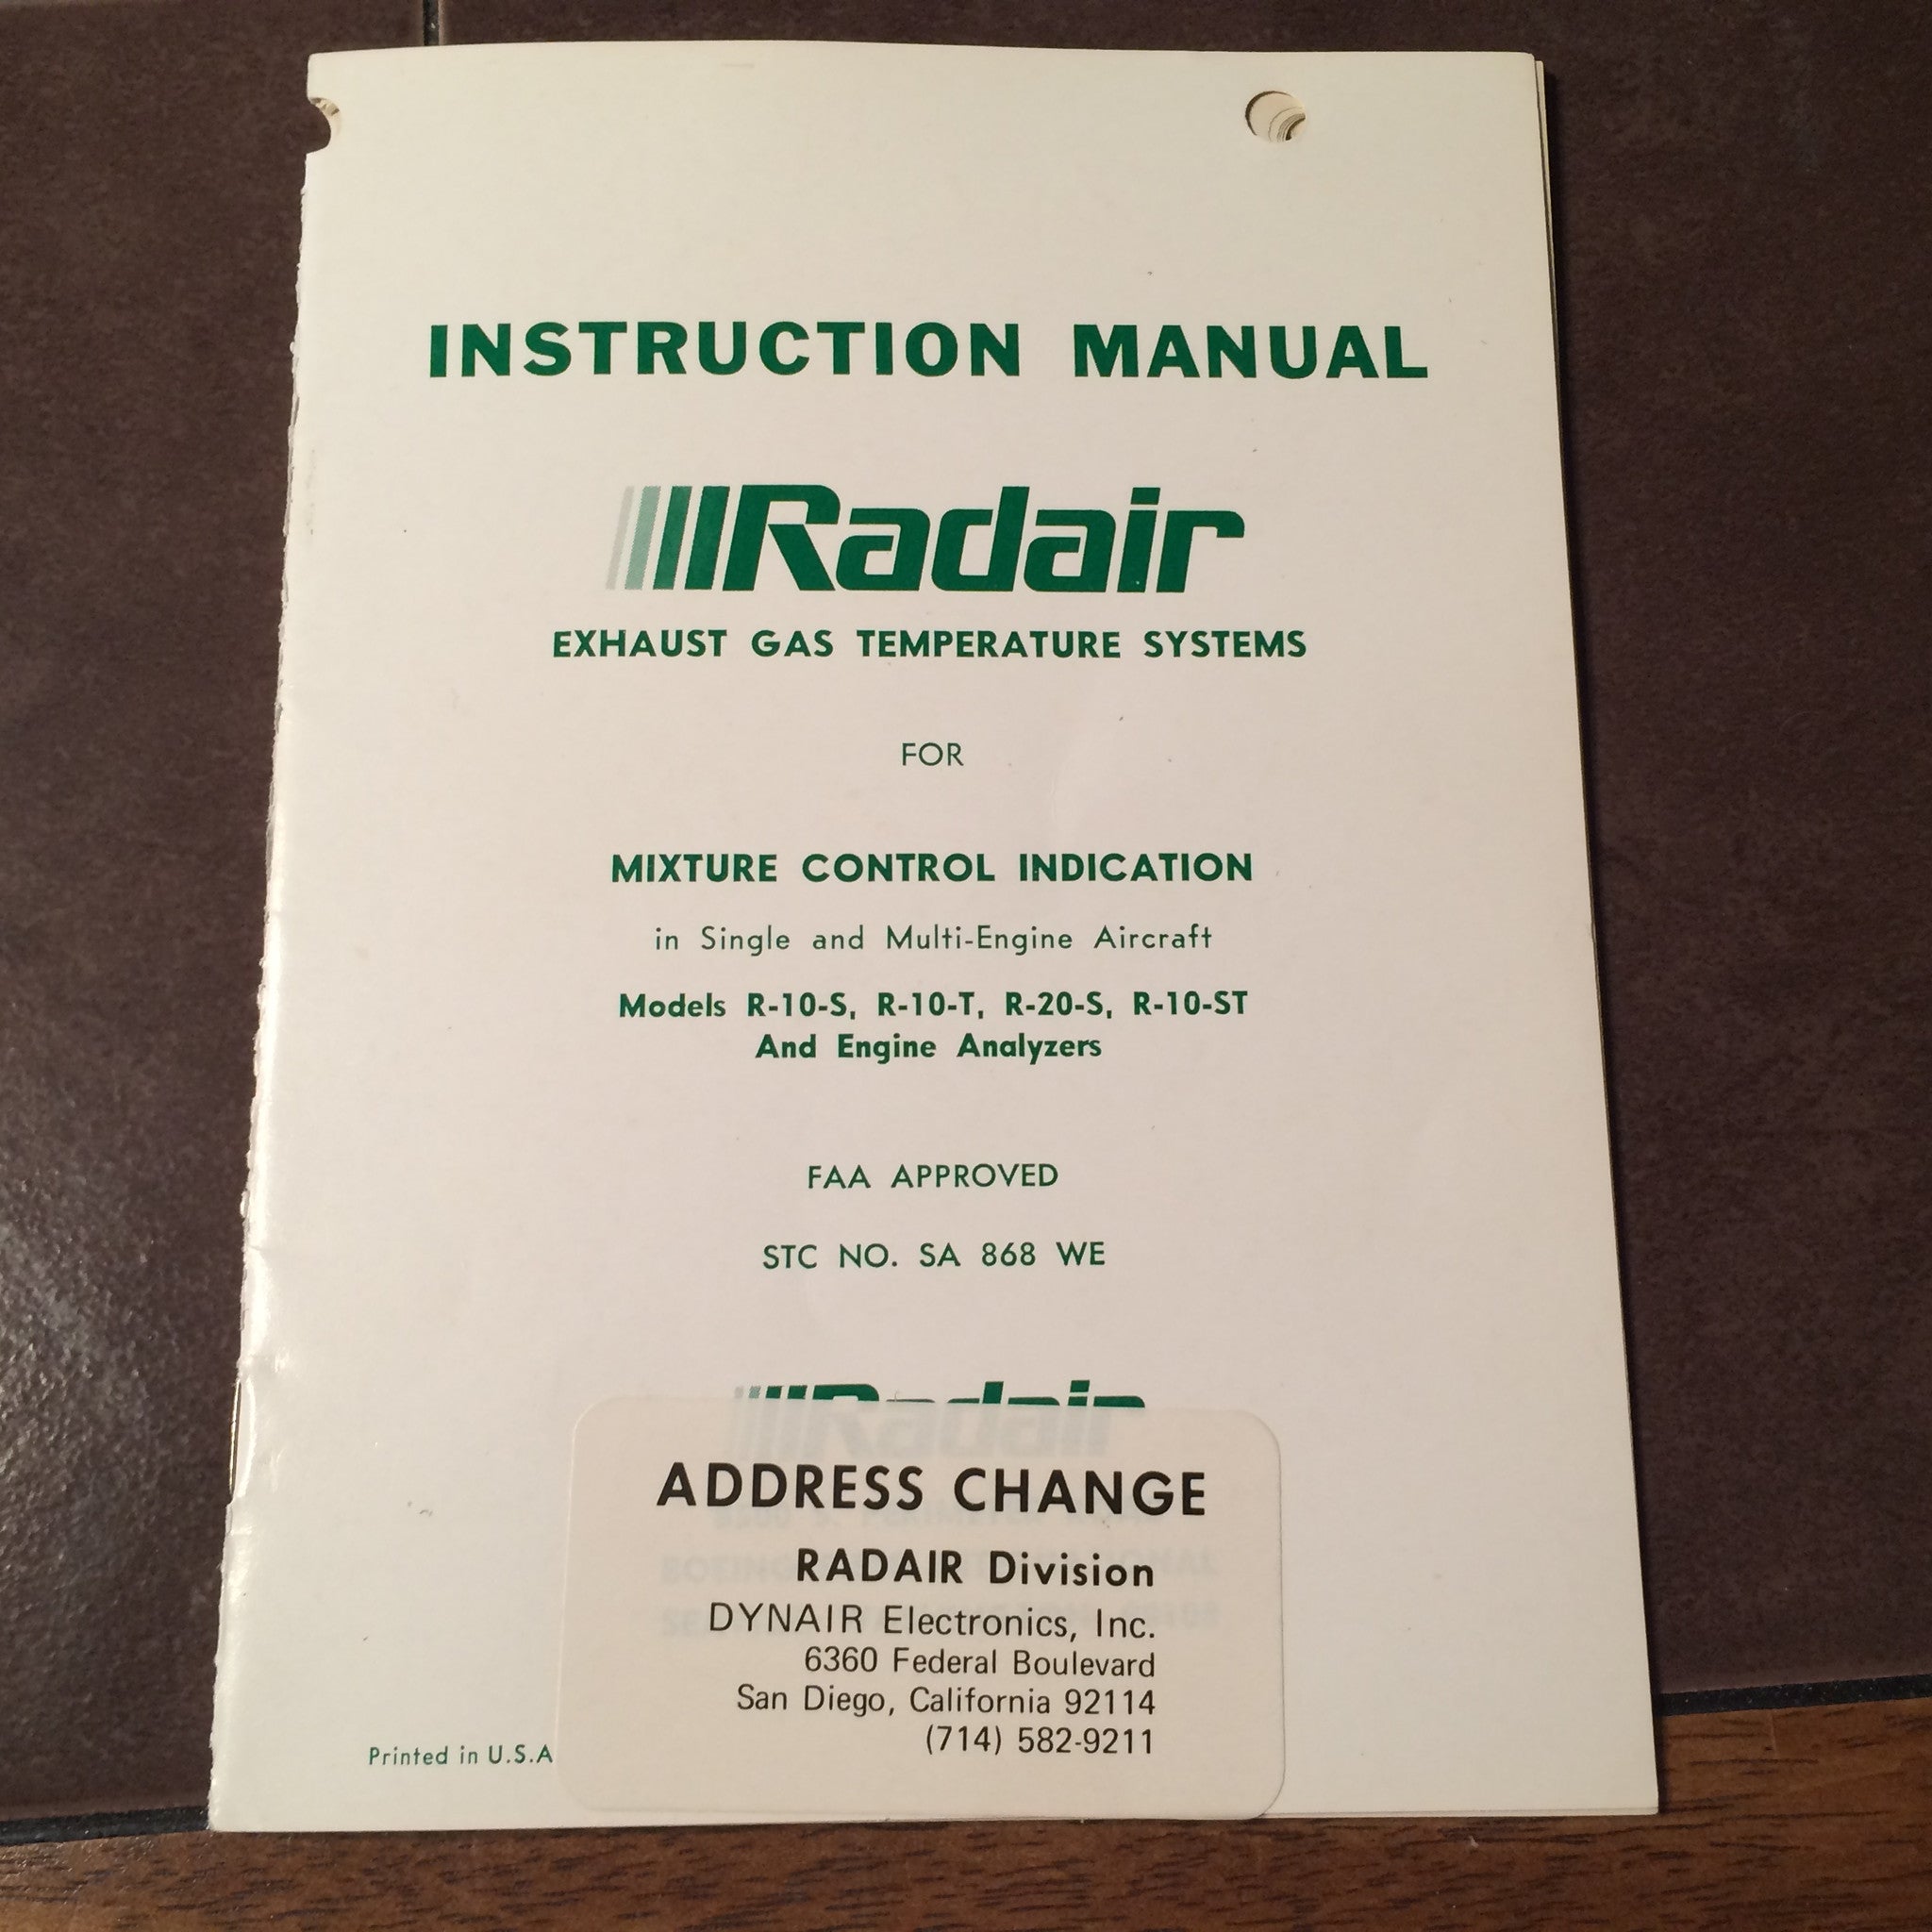 INSTRUCTION MANUAL
Radair
EXHAUST GAS TEMPERATURE SYSTEMS
FOR
MIXTURE CONTROL INDICATION
in Single and Multi-Engine Aircraft
Models R-10-S, R-10-T, R-20-S, R-10-ST
And Engine Analyzers
FAA APPROVED
STC NO. SA 868 WE
Radair
ADDRESS CHANGE
RADAIR Division
DYNAIR Electronics, Inc.
6360 Federal Boulevard
San Diego, California 92114
(714) 582-9211
Printed in U.S.A